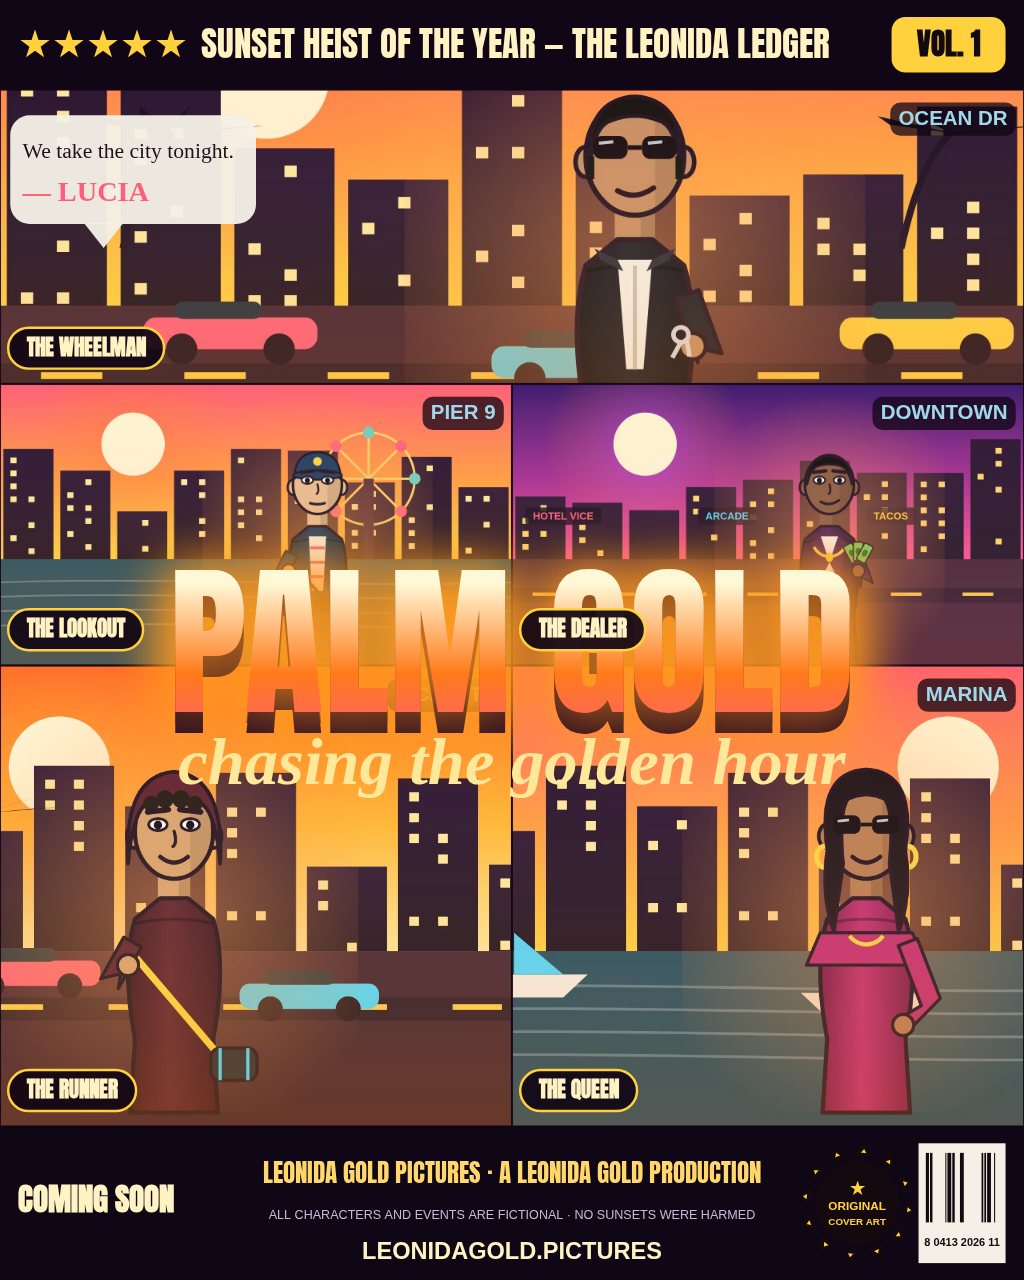 ★★★★★ SUNSET HEIST OF THE YEAR – THE LEONIDA LEDGER
VOL. 1
We take the city tonight.
— LUCIA
OCEAN DR
THE WHEELMAN
PIER 9
DOWNTOWN
HOTEL VICE
ARCADE
TACOS
THE LOOKOUT
THE DEALER
PALM GOLD
chasing the golden hour
MARINA
THE RUNNER
THE QUEEN
COMING SOON
LEONIDA GOLD PICTURES · A LEONIDA GOLD PRODUCTION
ALL CHARACTERS AND EVENTS ARE FICTIONAL · NO SUNSETS WERE HARMED
LEONIDAGOLD.PICTURES
★
ORIGINAL
COVER ART
8 0413 2026 11